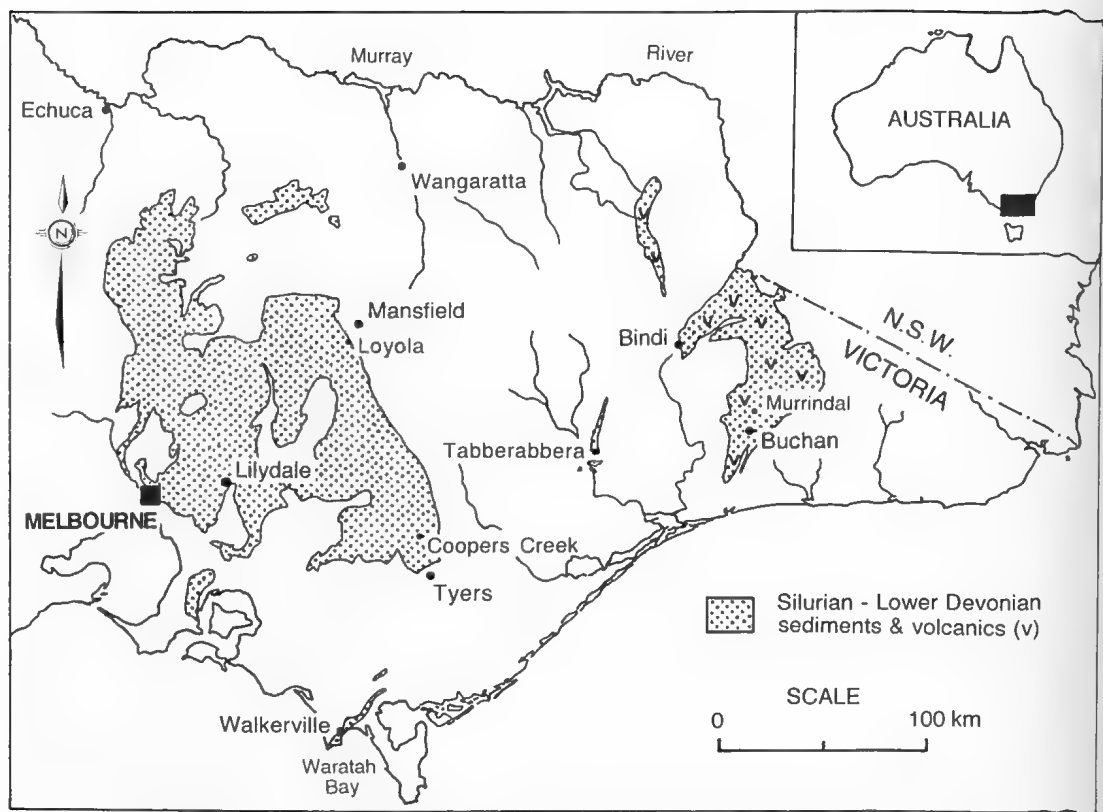 Murray
River
Echuca
AUSTRALIA
Wangaratta
N
Mansfield
Loyola
Bindi
N.S.W.
VICTORIA
Murrindal
Buchan
Tabberabbera
Lilydale
MELBOURNE
Coopers Creek
Tyers
Silurian - Lower Devonian
sediments & volcanics (v)
SCALE
0 100 km
Walkerville
Waratah
Bay
v
v
v
v
v
v
v
v
v